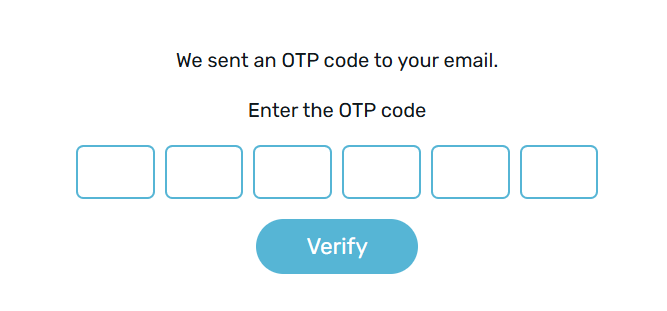 We sent an OTP code to your email.
Enter the OTP code
Verify